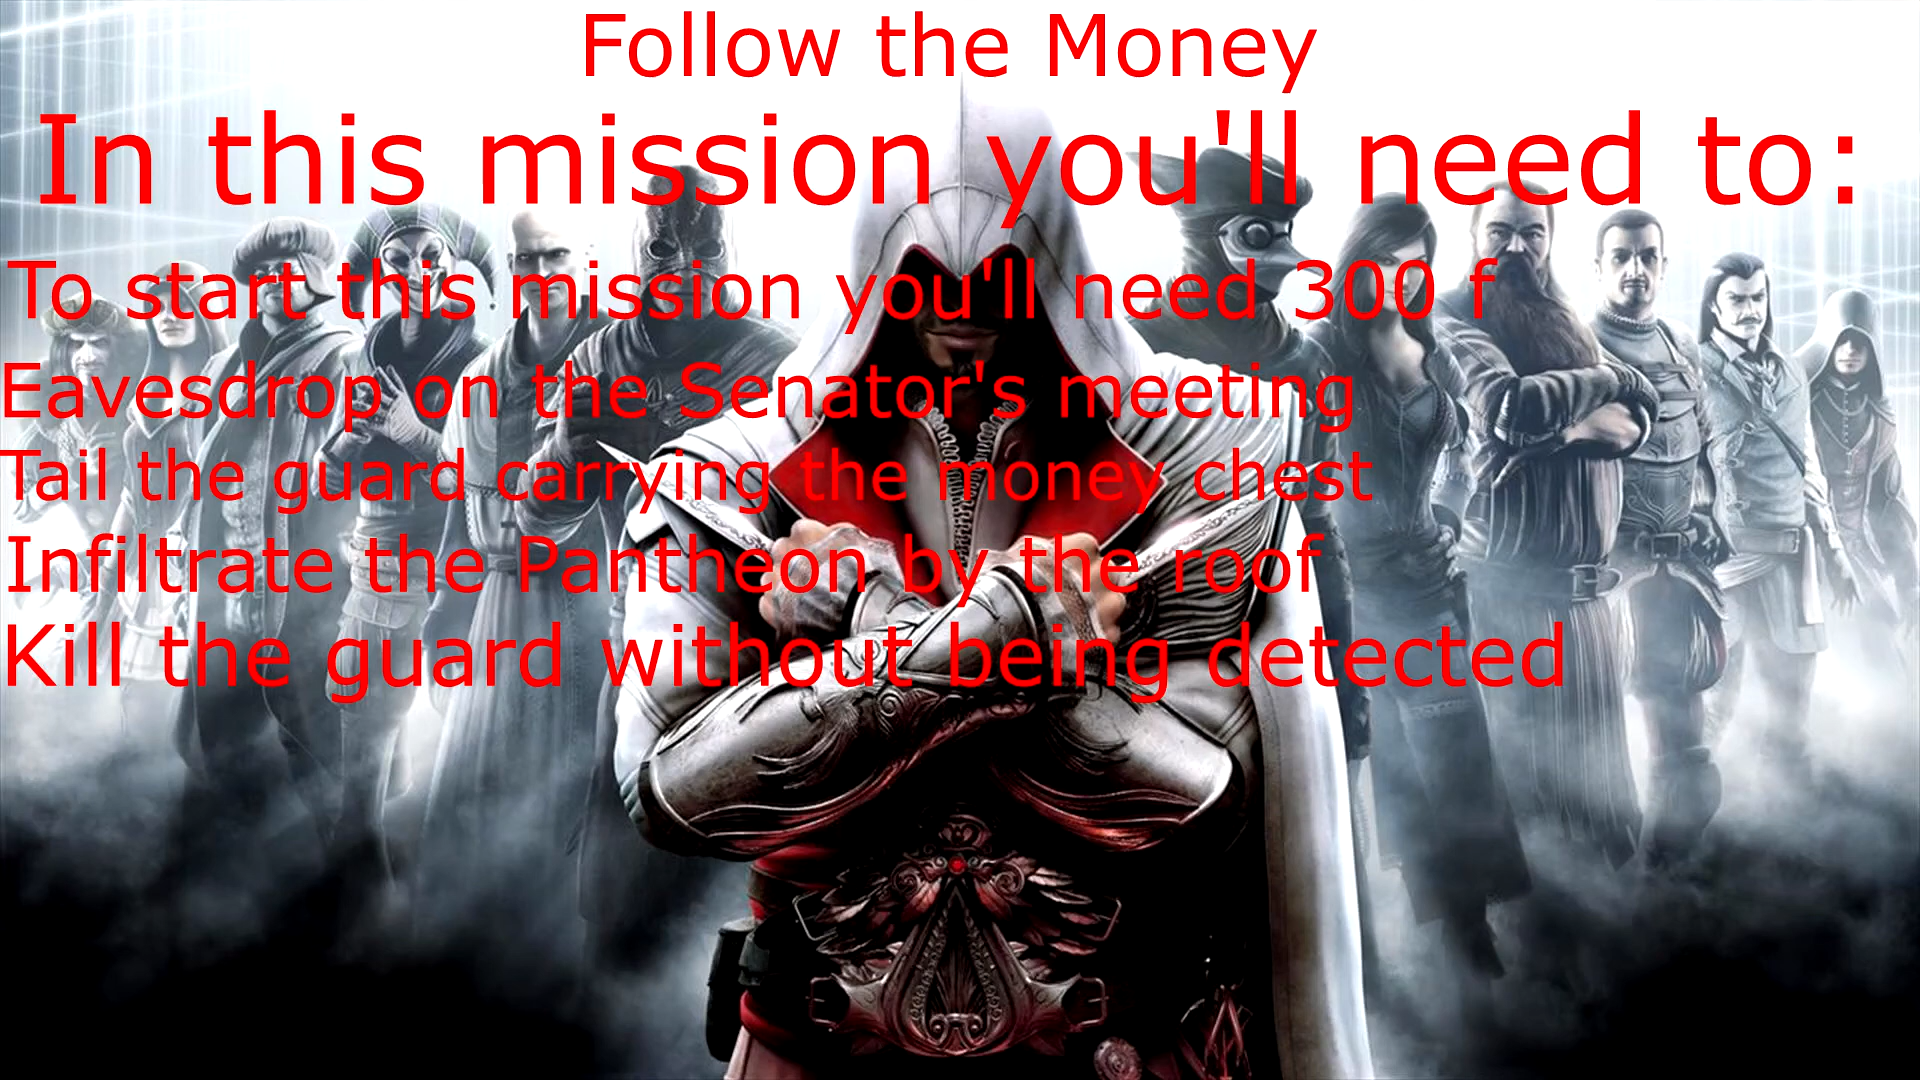 Follow the Money
In this mission you'll need to:
To start this mission you'll need 300 f
Eavesdrop on the Senator's meeting
Tail the guard carrying the money chest
Infiltrate the Pantheon by the roof
Kill the guard without being detected